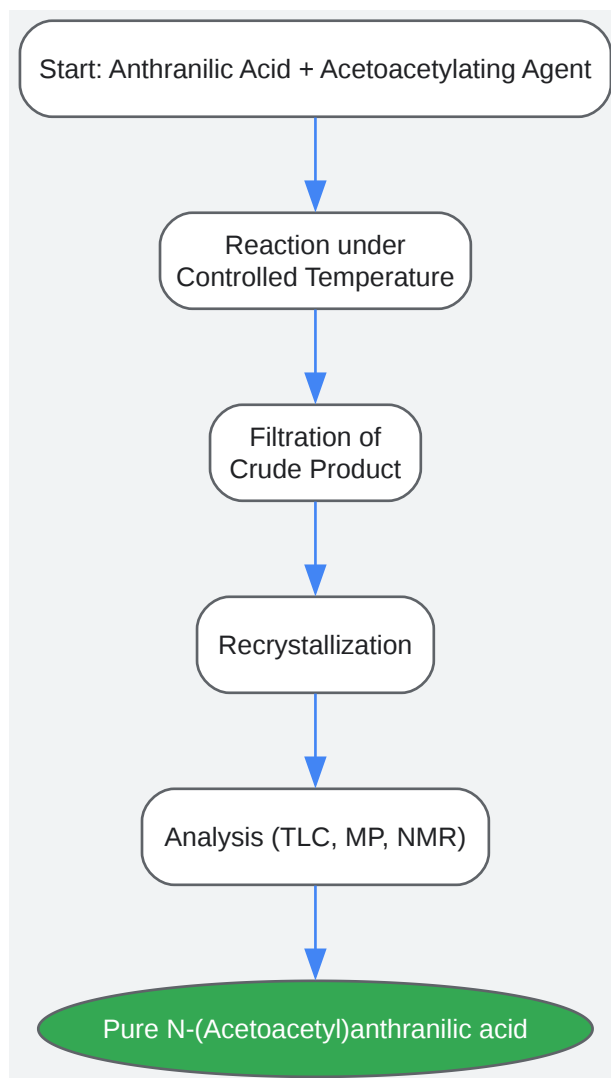 Start: Anthranilic Acid + Acetoacetylating Agent
Reaction under
Controlled Temperature
Filtration of
Crude Product
Recrystallization
Analysis (TLC, MP, NMR)
Pure N-(Acetoacetyl)anthranilic acid